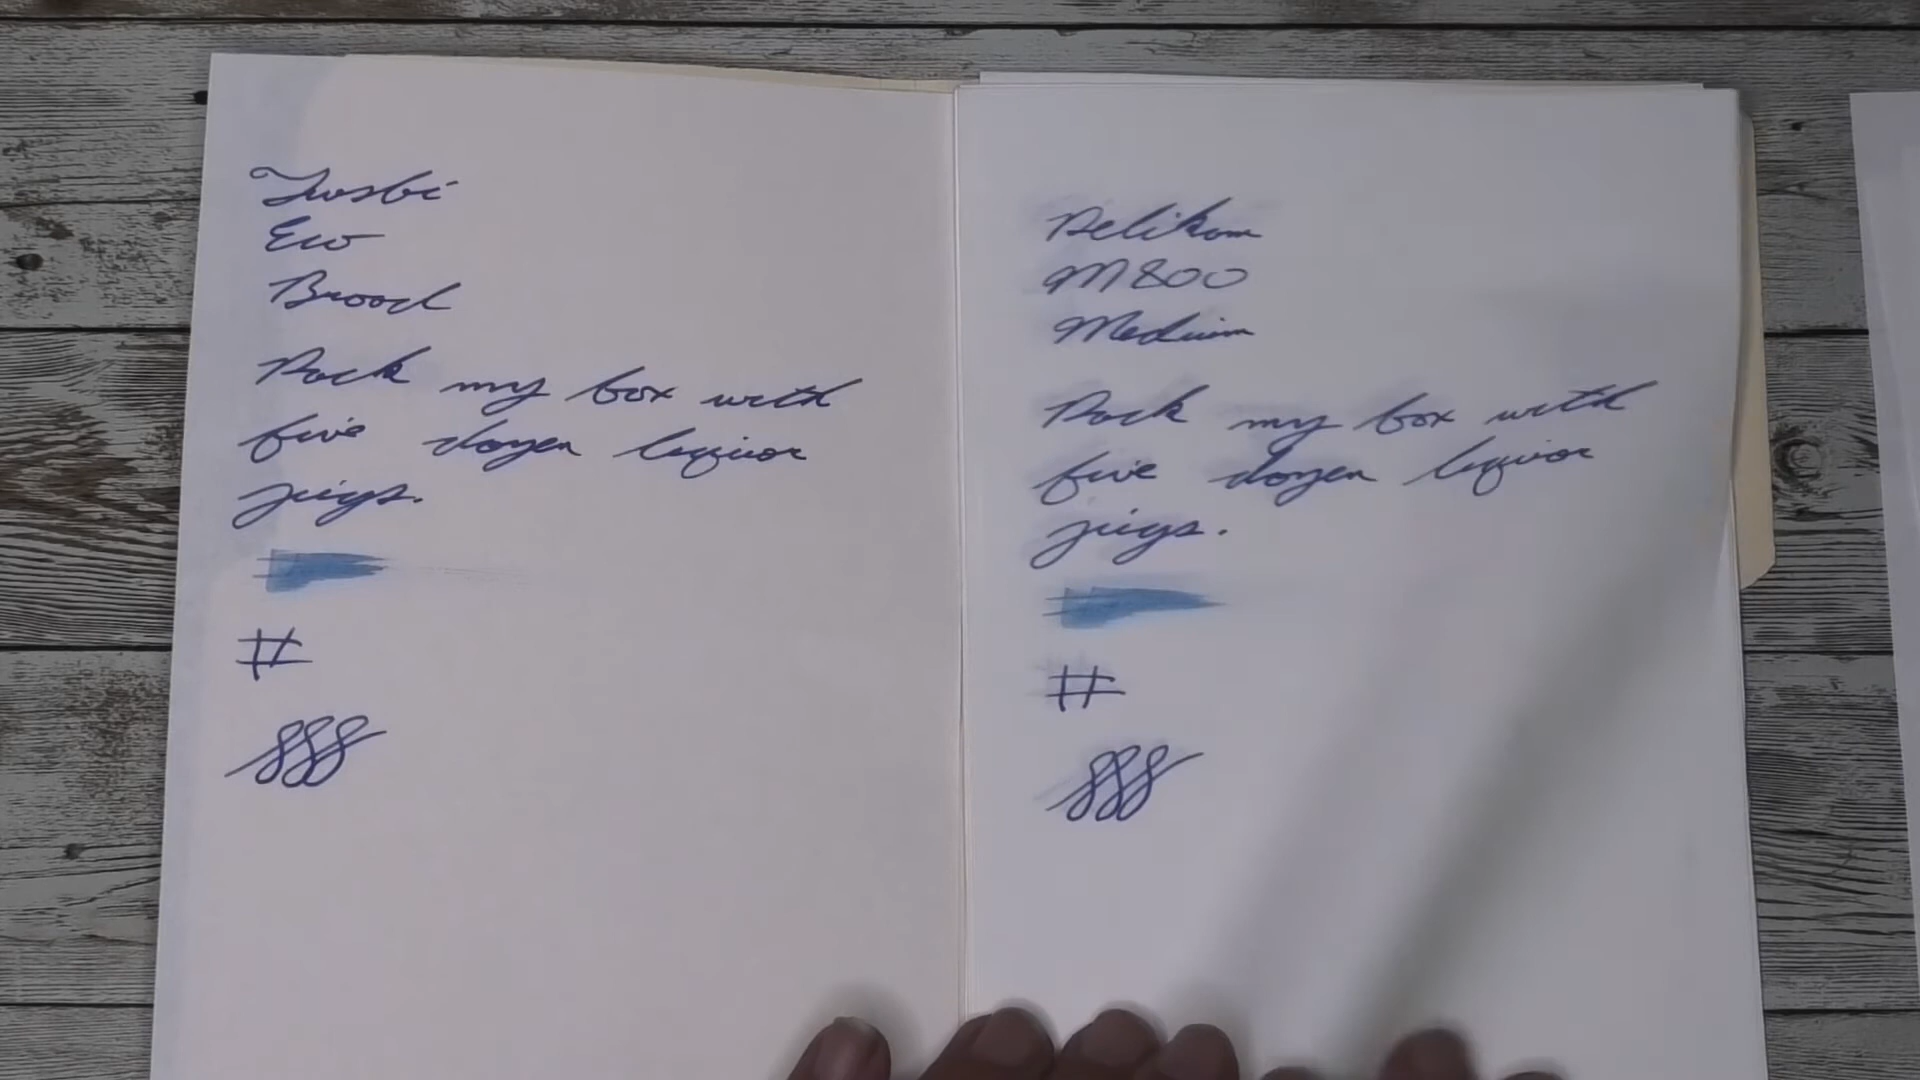 Twsbi
Eco
Broad
Pack my box with
five dozen liquor
jugs.
#
Pelikan
M800
Medium
Pack my box with
five dozen liquor
jugs.
#